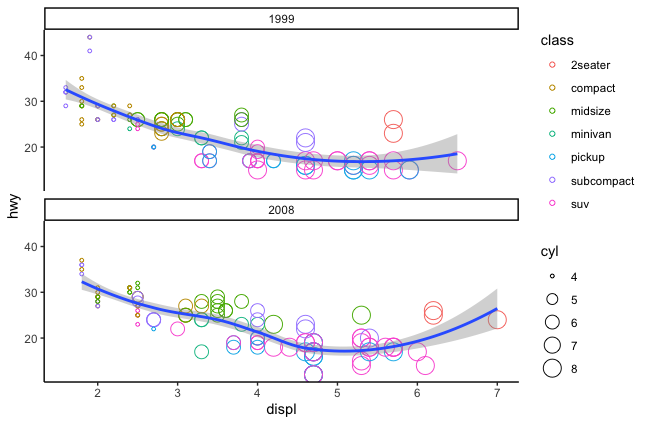 1999
40
30
20
hwy
2008
40
30
20
2
3
4
5
6
7
displ
class
2seater
compact
midsize
minivan
pickup
subcompact
suv
cyl
4
5
6
7
8